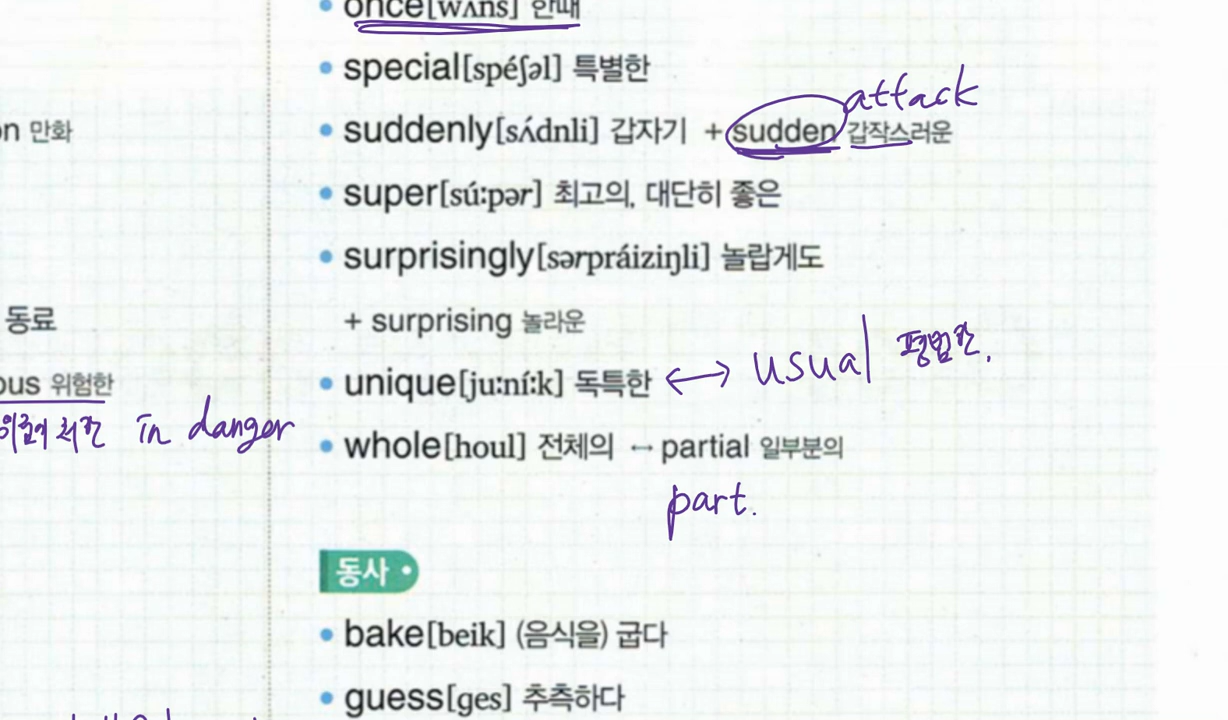 once[wʌns] 한때
special[spéʃəl] 특별한
attack
on 만화
suddenly[sʌ́dnli] 갑자기 + sudden 갑작스러운
super[sú:pər] 최고의, 대단히 좋은
surprisingly[sərpráiziŋli] 놀랍게도
동료
+ surprising 놀라운
ous 위험한
unique[ju:ní:k] 독특한 ↔ usual 평범한.
in danger
whole[houl] 전체의 ↔ partial 일부분의
part.
동사
bake[beik] (음식을) 굽다
guess[ges] 추측하다